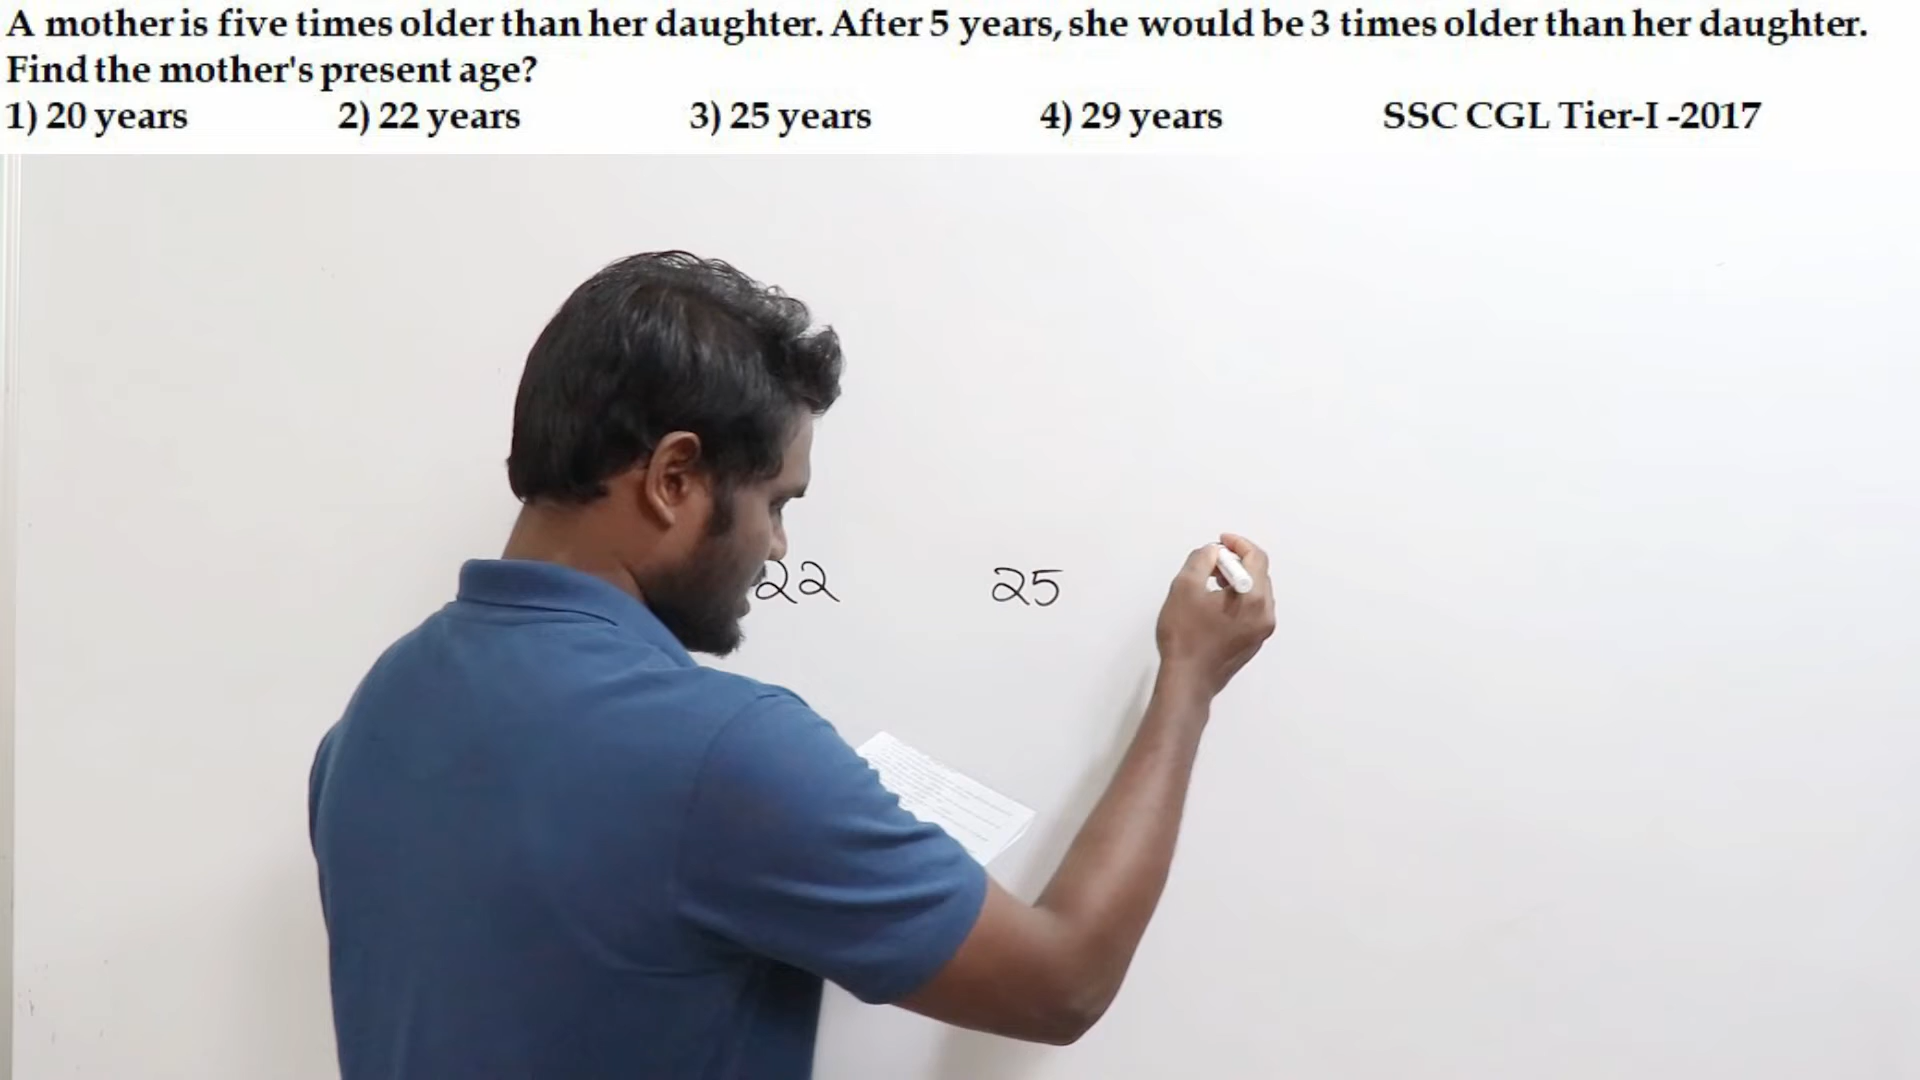 A mother is five times older than her daughter. After 5 years, she would be 3 times older than her daughter.
Find the mother's present age?
1) 20 years 2) 22 years 3) 25 years 4) 29 years SSC CGL Tier-I -2017
22 25